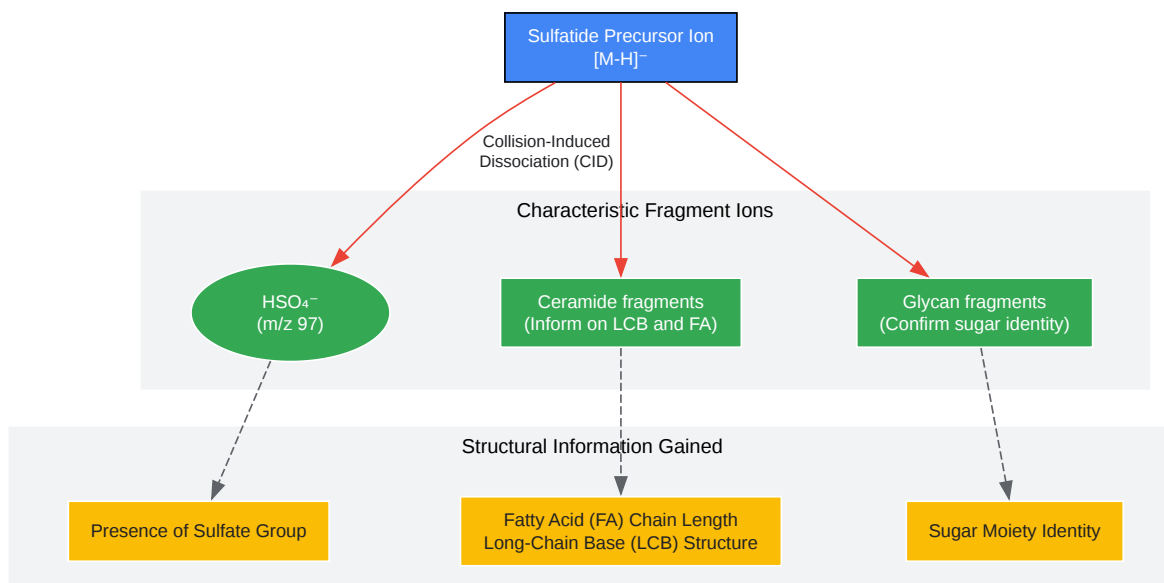 Sulfatide Precursor Ion
[M-H]⁻
Collision-Induced
Dissociation (CID)
Characteristic Fragment Ions
HSO₄⁻
(m/z 97)
Ceramide fragments
(Inform on LCB and FA)
Glycan fragments
(Confirm sugar identity)
Structural Information Gained
Presence of Sulfate Group
Fatty Acid (FA) Chain Length
Long-Chain Base (LCB) Structure
Sugar Moiety Identity